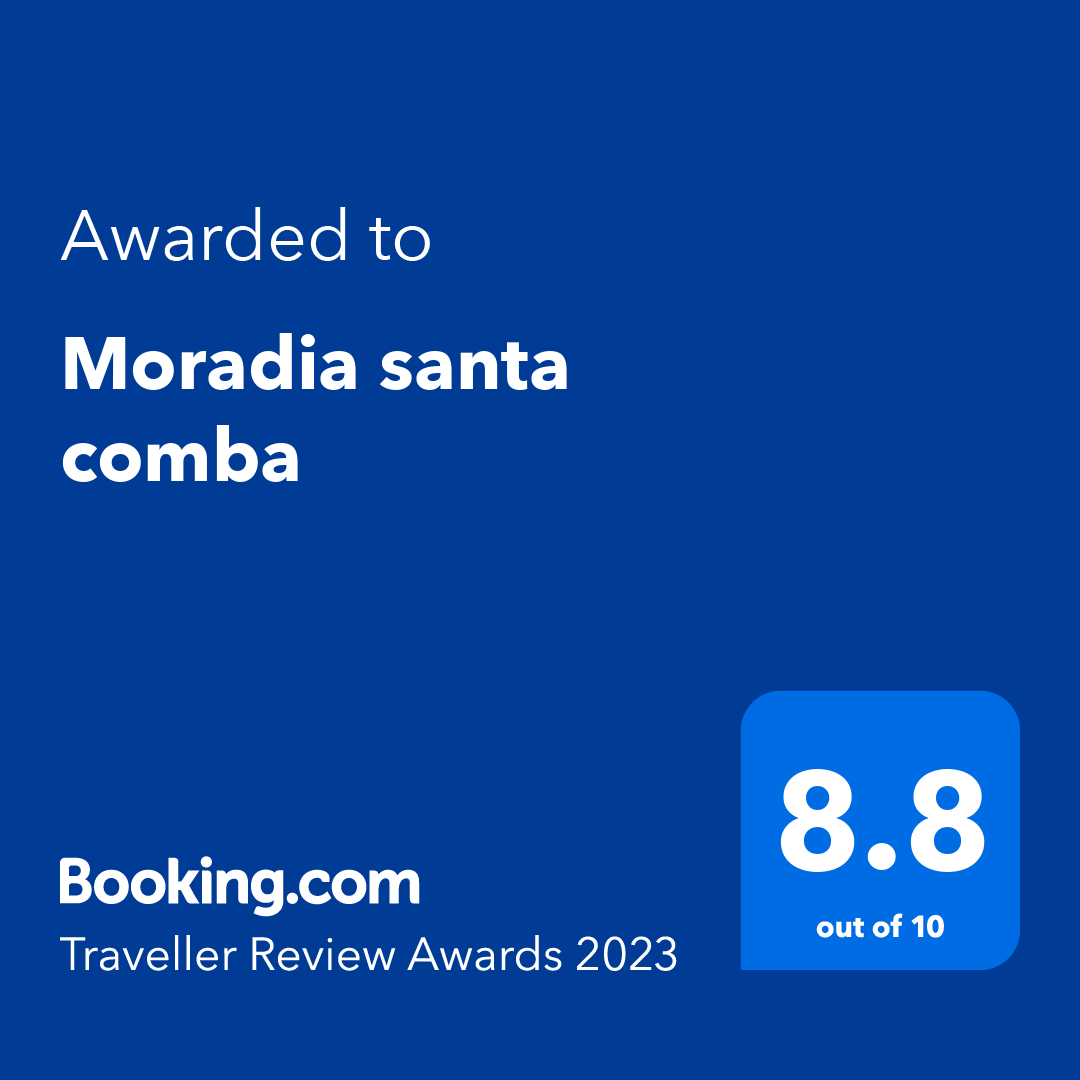 Awarded to
Moradia santa
comba
8.8
out of 10
Booking.com
Traveller Review Awards 2023